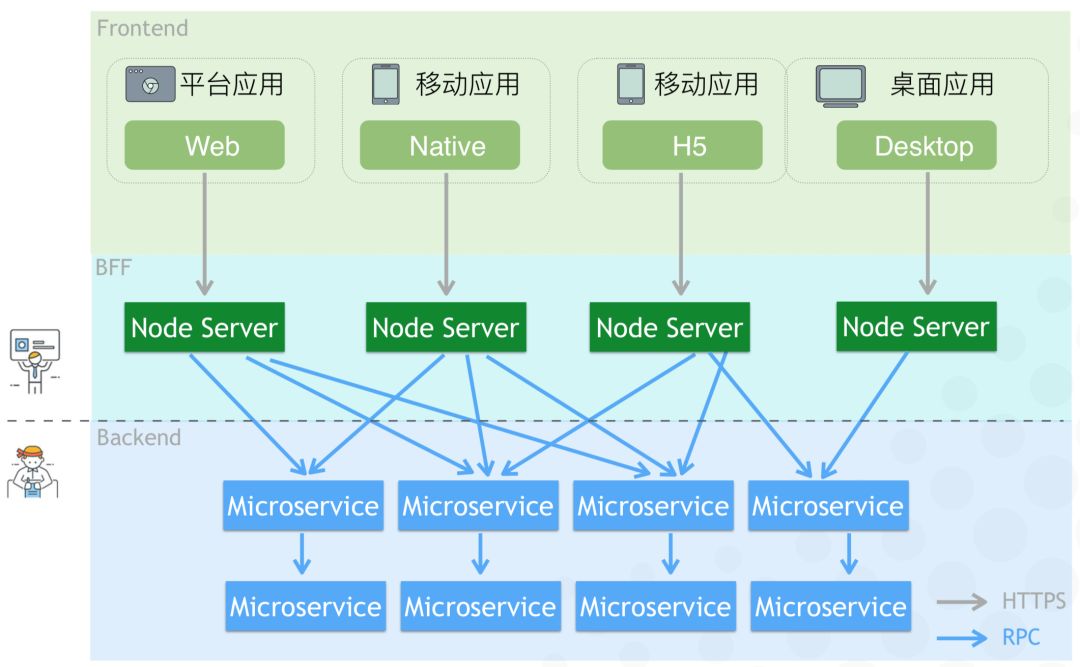 Frontend
平台应用
移动应用
移动应用
桌面应用
Web
Native
H5
Desktop
BFF
Node Server
Node Server
Node Server
Node Server
Backend
Microservice
Microservice
Microservice
Microservice
Microservice
Microservice
Microservice
Microservice
HTTPS
RPC